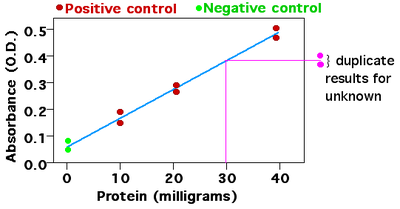 Positive control
Negative control
Absorbance (O.D.)
0.5
0.4
0.3
0.2
0.1
0.0
} duplicate
results for
unknown
0 10 20 30 40
Protein (milligrams)